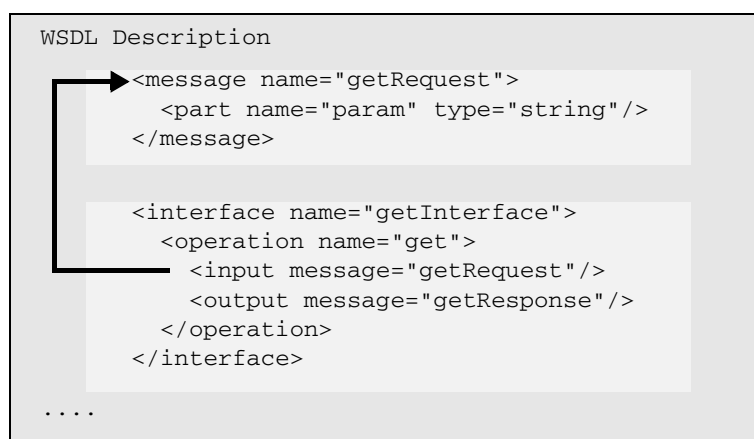 WSDL Description
<message name="getRequest">
<part name="param" type="string"/>
</message>
<interface name="getInterface">
<operation name="get">
<input message="getRequest"/>
<output message="getResponse"/>
</operation>
</interface>
....